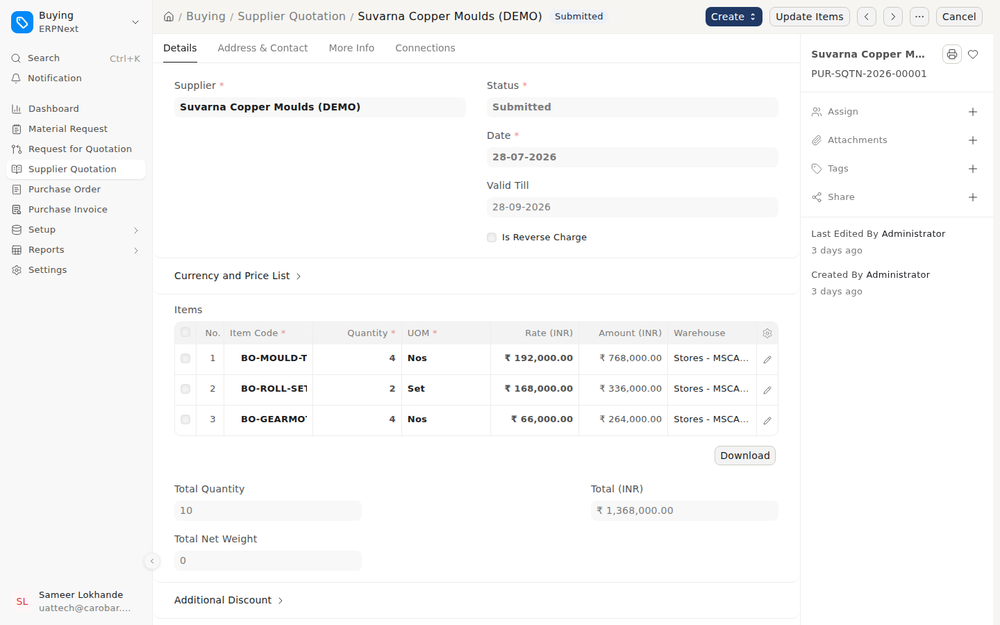 Buying
ERPNext
Search Ctrl+K
Notification
Dashboard
Material Request
Request for Quotation
Supplier Quotation
Purchase Order
Purchase Invoice
Setup
Reports
Settings
SL
Sameer Lokhande
uattech@carobar....
/ Buying / Supplier Quotation / Suvarna Copper Moulds (DEMO) Submitted
Create Update Items ... Cancel
Details Address & Contact More Info Connections
Supplier *
Suvarna Copper Moulds (DEMO)
Status *
Submitted
Date *
28-07-2026
Valid Till
28-09-2026
Is Reverse Charge
Currency and Price List
Items
No. Item Code * Quantity * UOM * Rate (INR) Amount (INR) Warehouse
1 BO-MOULD-T 4 Nos ₹ 192,000.00 ₹ 768,000.00 Stores - MSCA...
2 BO-ROLL-SET 2 Set ₹ 168,000.00 ₹ 336,000.00 Stores - MSCA...
3 BO-GEARMOT 4 Nos ₹ 66,000.00 ₹ 264,000.00 Stores - MSCA...
Download
Total Quantity
10
Total (INR)
₹ 1,368,000.00
Total Net Weight
0
Additional Discount
Suvarna Copper M...
PUR-SQTN-2026-00001
Assign
Attachments
Tags
Share
Last Edited By Administrator
3 days ago
Created By Administrator
3 days ago